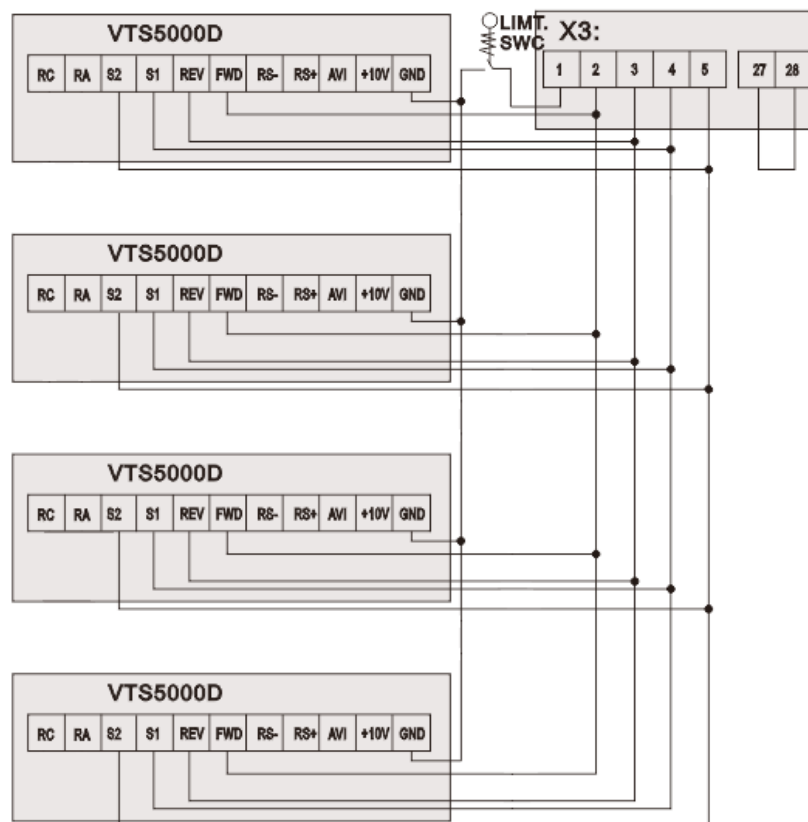 VTS5000D
RC RA S2 S1 REV FWD RS- RS+ AVI +10V GND
LIMT.
SWC
X3:
1 2 3 4 5 27 28
VTS5000D
RC RA S2 S1 REV FWD RS- RS+ AVI +10V GND
VTS5000D
RC RA S2 S1 REV FWD RS- RS+ AVI +10V GND
VTS5000D
RC RA S2 S1 REV FWD RS- RS+ AVI +10V GND